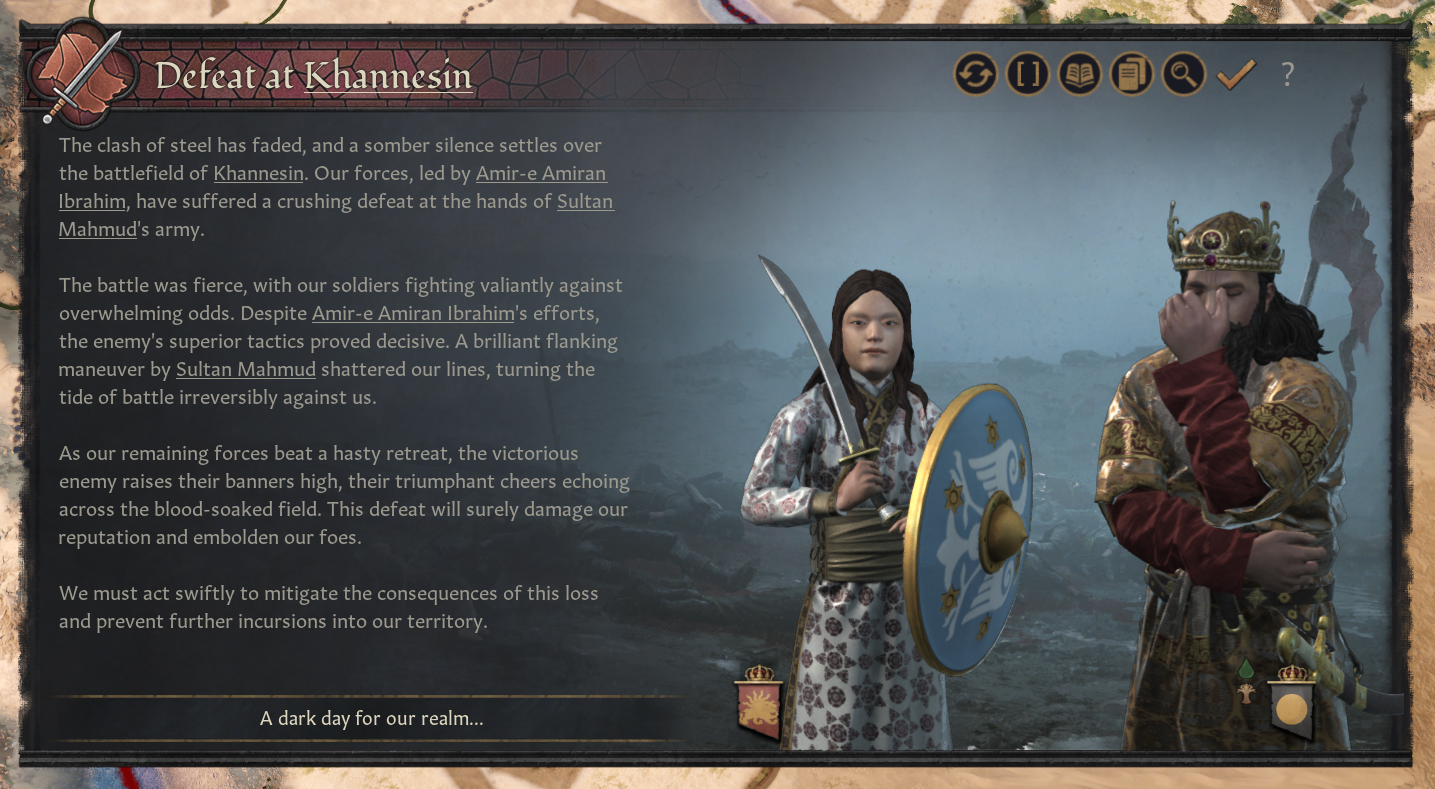 Defeat at Khannesin
[ ]
?
The clash of steel has faded, and a somber silence settles over
the battlefield of Khannesin. Our forces, led by Amir-e Amiran
Ibrahim, have suffered a crushing defeat at the hands of Sultan
Mahmud's army.
The battle was fierce, with our soldiers fighting valiantly against
overwhelming odds. Despite Amir-e Amiran Ibrahim's efforts,
the enemy's superior tactics proved decisive. A brilliant flanking
maneuver by Sultan Mahmud shattered our lines, turning the
tide of battle irreversibly against us.
As our remaining forces beat a hasty retreat, the victorious
enemy raises their banners high, their triumphant cheers echoing
across the blood-soaked field. This defeat will surely damage our
reputation and embolden our foes.
We must act swiftly to mitigate the consequences of this loss
and prevent further incursions into our territory.
A dark day for our realm...